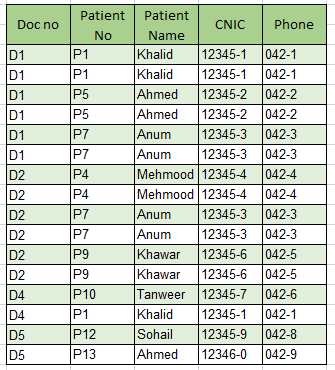 Doc no Patient No Patient Name CNIC Phone
D1 P1 Khalid 12345-1 042-1
D1 P1 Khalid 12345-1 042-1
D1 P5 Ahmed 12345-2 042-2
D1 P5 Ahmed 12345-2 042-2
D1 P7 Anum 12345-3 042-3
D1 P7 Anum 12345-3 042-3
D2 P4 Mehmood 12345-4 042-4
D2 P4 Mehmood 12345-4 042-4
D2 P7 Anum 12345-3 042-3
D2 P7 Anum 12345-3 042-3
D2 P9 Khawar 12345-6 042-5
D2 P9 Khawar 12345-6 042-5
D4 P10 Tanweer 12345-7 042-6
D4 P1 Khalid 12345-1 042-1
D5 P12 Sohail 12345-9 042-8
D5 P13 Ahmed 12346-0 042-9